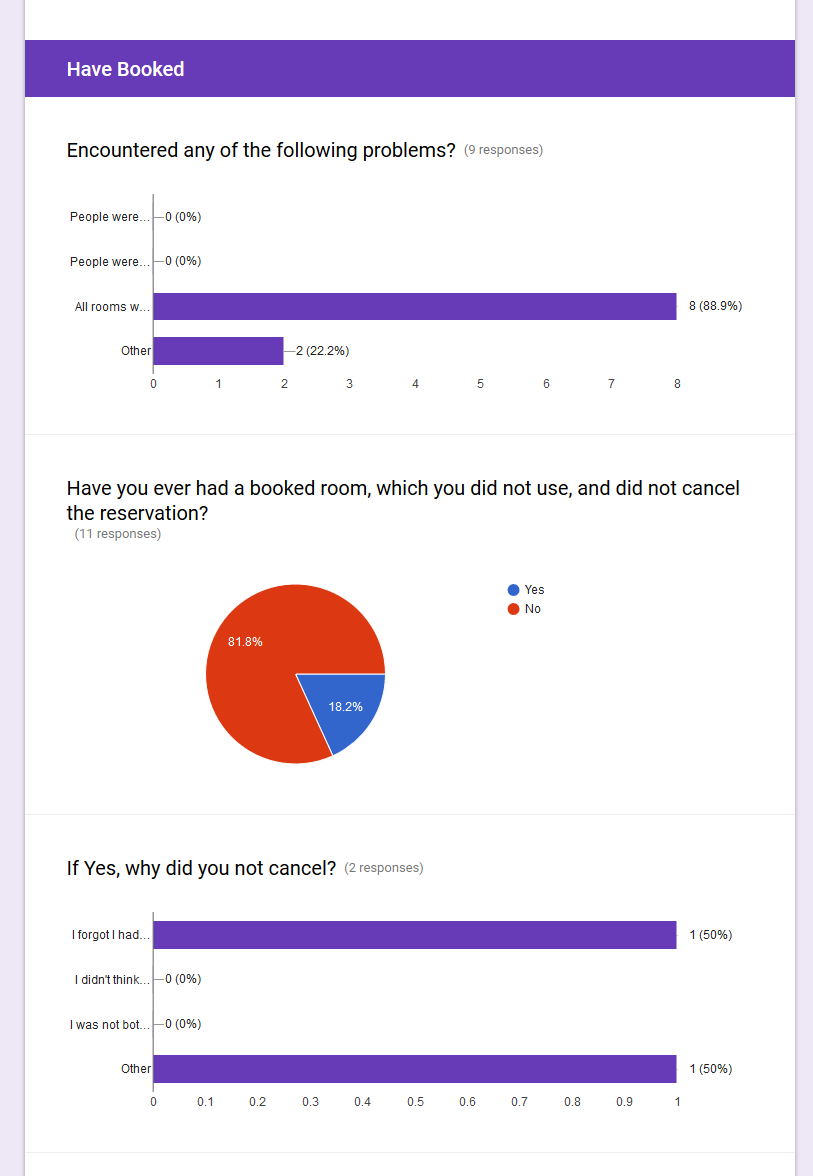 Have Booked
Encountered any of the following problems? (9 responses)
People were... 0 (0%)
People were... 0 (0%)
All rooms w... 8 (88.9%)
Other 2 (22.2%)
0 1 2 3 4 5 6 7 8
Have you ever had a booked room, which you did not use, and did not cancel
the reservation?
(11 responses)
Yes
No
81.8%
18.2%
If Yes, why did you not cancel? (2 responses)
I forgot I had... 1 (50%)
I didn't think... 0 (0%)
I was not bot... 0 (0%)
Other 1 (50%)
0 0.1 0.2 0.3 0.4 0.5 0.6 0.7 0.8 0.9 1